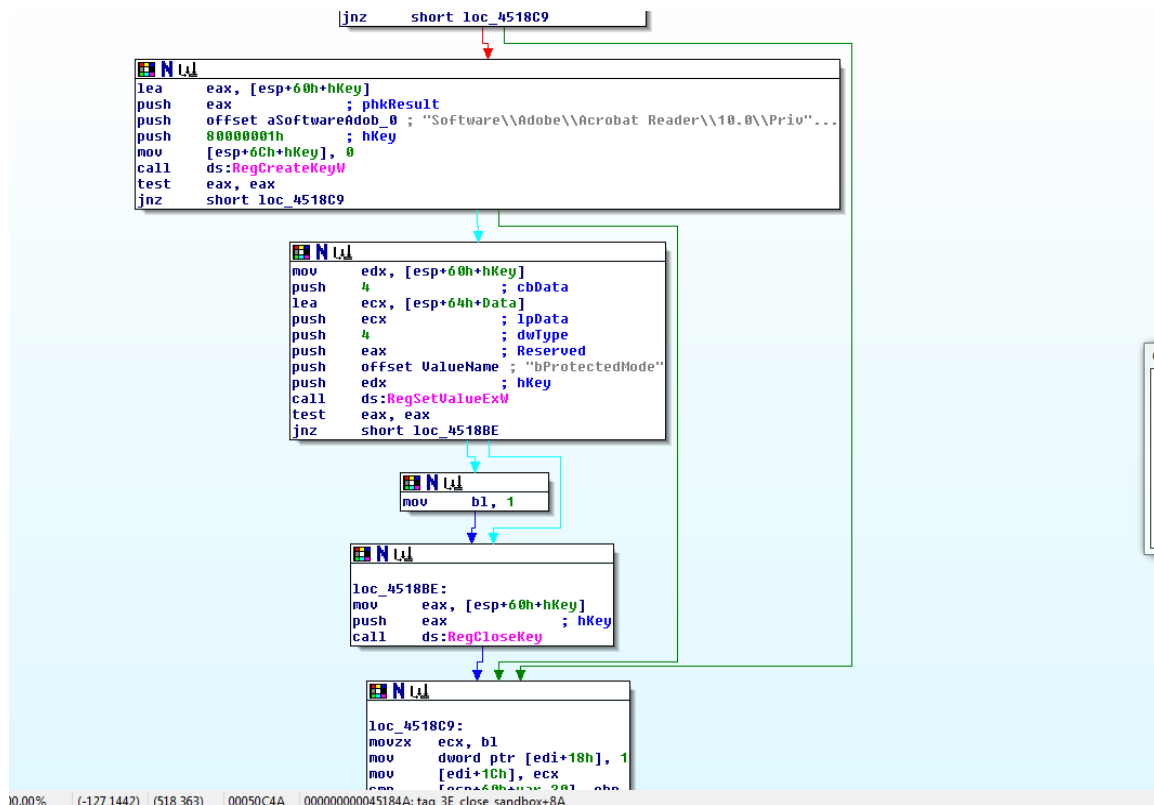 jnz short loc_4518C9
lea eax, [esp+60h+hKey]
push eax ; phkResult
push offset aSoftwareAdob_0 ; "Software\\Adobe\\Acrobat Reader\\10.0\\Priv"...
push 80000001h ; hKey
mov [esp+6Ch+hKey], 0
call ds:RegCreateKeyW
test eax, eax
jnz short loc_4518C9
mov edx, [esp+60h+hKey]
push 4 ; cbData
lea ecx, [esp+64h+Data]
push ecx ; lpData
push 4 ; dwType
push eax ; Reserved
push offset ValueName ; "bProtectedMode"
push edx ; hKey
call ds:RegSetValueExW
test eax, eax
jnz short loc_4518BE
mov bl, 1
loc_4518BE:
mov eax, [esp+60h+hKey]
push eax ; hKey
call ds:RegCloseKey
loc_4518C9:
movzx ecx, bl
mov dword ptr [edi+18h], 1
mov [edi+1Ch], ecx
cmp [esp+60h+var_20], ebp
00.00% (-127,1442) (518,363) 00050C4A 000000000045184A: tag_3E_close_sandbox+8A